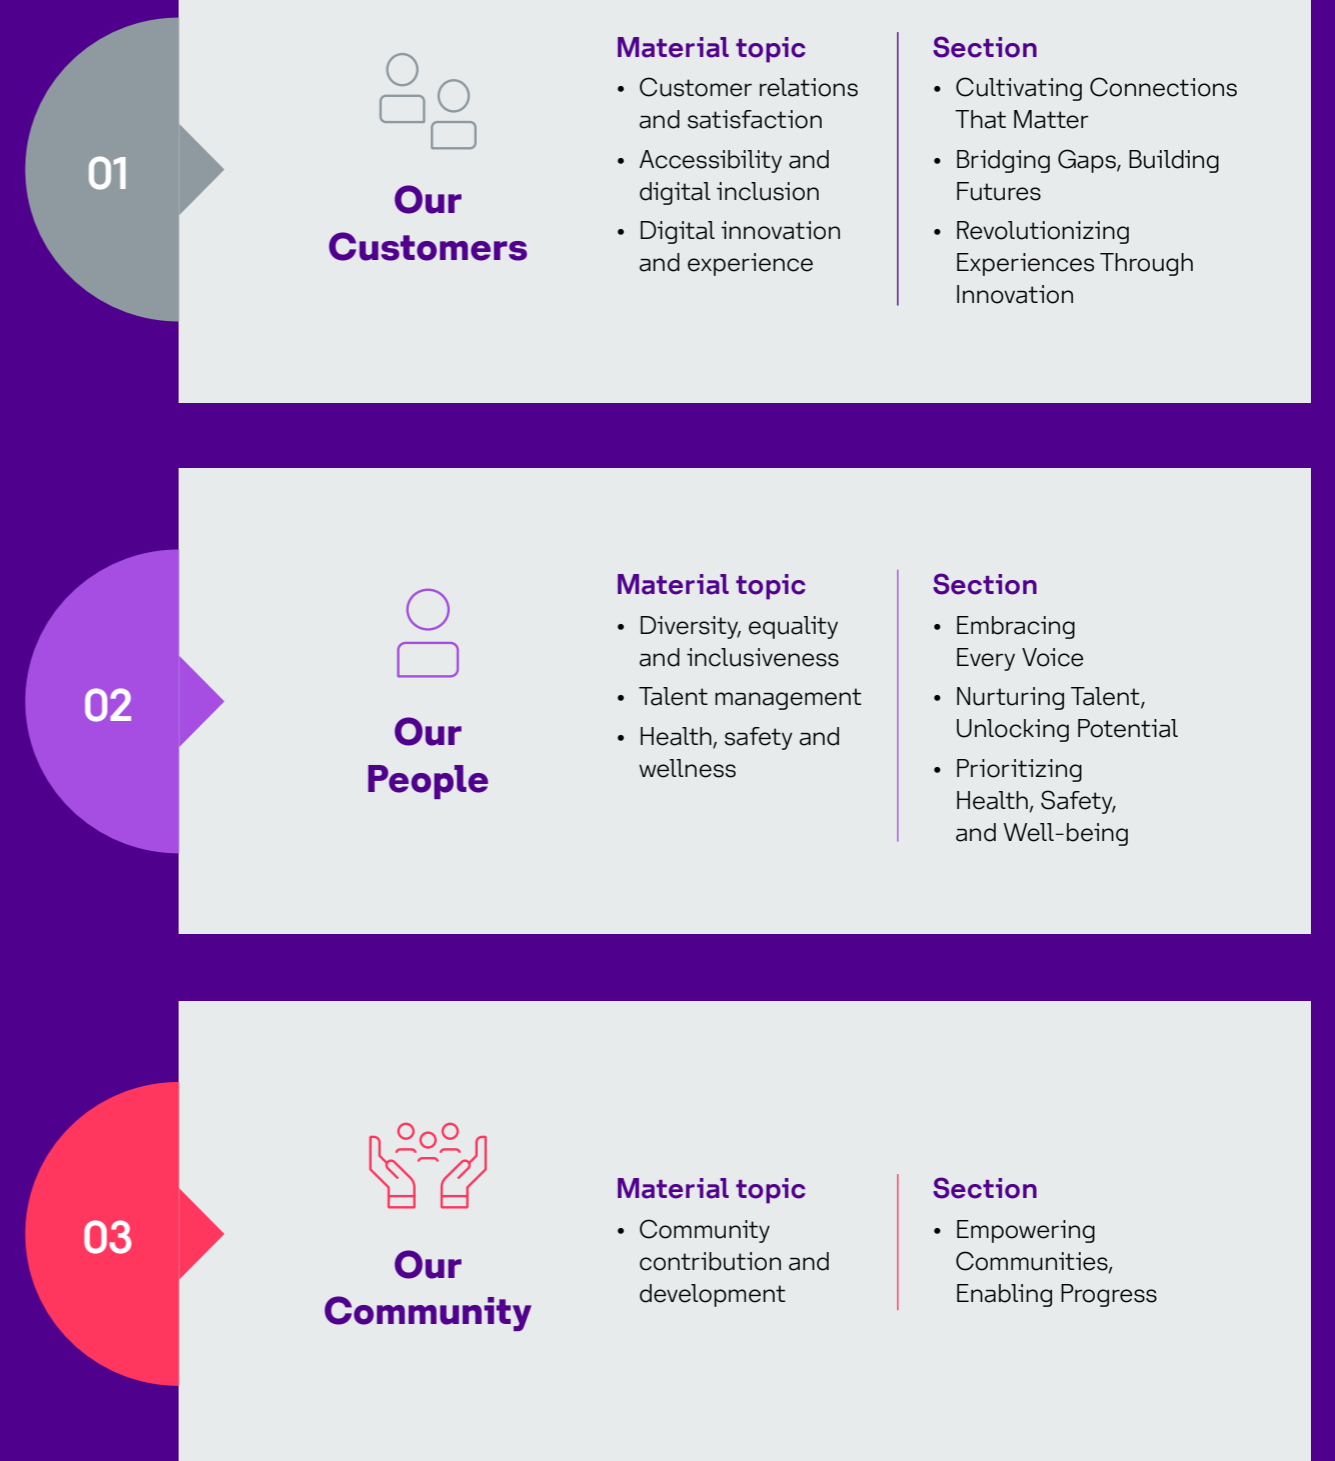 01
Our
Customers
Material topic
• Customer relations
and satisfaction
• Accessibility and
digital inclusion
• Digital innovation
and experience
Section
• Cultivating Connections
That Matter
• Bridging Gaps, Building
Futures
• Revolutionizing
Experiences Through
Innovation
02
Our
People
Material topic
• Diversity, equality
and inclusiveness
• Talent management
• Health, safety and
wellness
Section
• Embracing
Every Voice
• Nurturing Talent,
Unlocking Potential
• Prioritizing
Health, Safety,
and Well-being
03
Our
Community
Material topic
• Community
contribution and
development
Section
• Empowering
Communities,
Enabling Progress